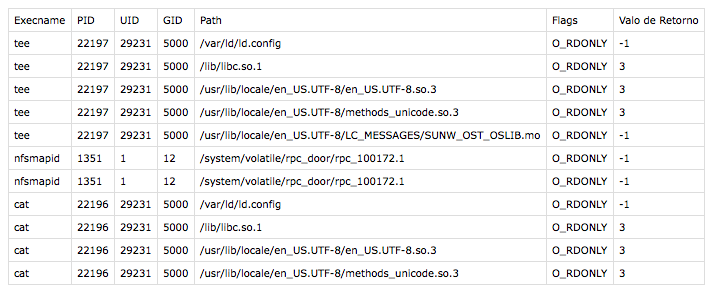 Execname PID UID GID Path Flags Valo de Retorno
tee 22197 29231 5000 /var/ld/ld.config O_RDONLY -1
tee 22197 29231 5000 /lib/libc.so.1 O_RDONLY 3
tee 22197 29231 5000 /usr/lib/locale/en_US.UTF-8/en_US.UTF-8.so.3 O_RDONLY 3
tee 22197 29231 5000 /usr/lib/locale/en_US.UTF-8/methods_unicode.so.3 O_RDONLY 3
tee 22197 29231 5000 /usr/lib/locale/en_US.UTF-8/LC_MESSAGES/SUNW_OST_OSLIB.mo O_RDONLY -1
nfsmapid 1351 1 12 /system/volatile/rpc_door/rpc_100172.1 O_RDONLY -1
nfsmapid 1351 1 12 /system/volatile/rpc_door/rpc_100172.1 O_RDONLY -1
cat 22196 29231 5000 /var/ld/ld.config O_RDONLY -1
cat 22196 29231 5000 /lib/libc.so.1 O_RDONLY 3
cat 22196 29231 5000 /usr/lib/locale/en_US.UTF-8/en_US.UTF-8.so.3 O_RDONLY 3
cat 22196 29231 5000 /usr/lib/locale/en_US.UTF-8/methods_unicode.so.3 O_RDONLY 3